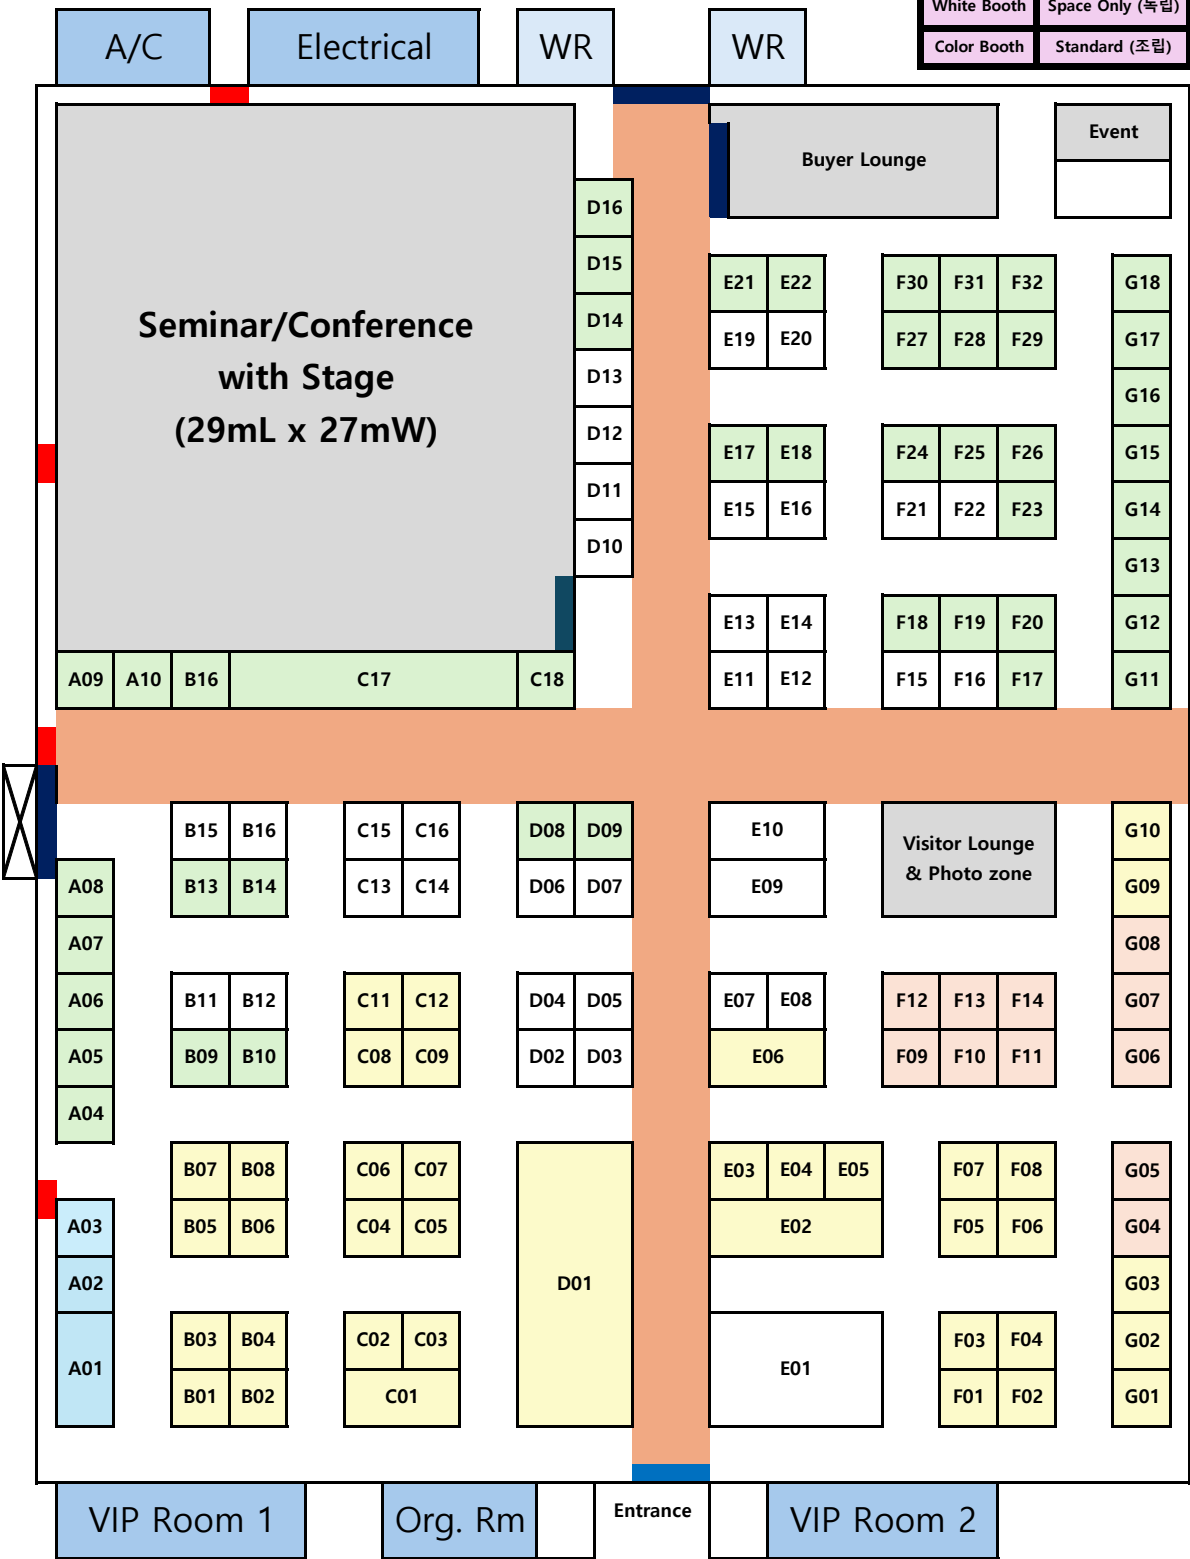 White Booth Space Only (독립)
Color Booth Standard (조립)
A/C Electrical WR WR
Event
Buyer Lounge
D16
D15
E21 E22 F30 F31 F32 G18
D14
Seminar/Conference
E19 E20 F27 F28 F29 G17
with Stage
D13
G16
(29mL x 27mW)
D12
E17 E18 F24 F25 F26 G15
D11
E15 E16 F21 F22 F23 G14
D10
G13
E13 E14 F18 F19 F20 G12
A09 A10 B16 C17 C18 E11 E12 F15 F16 F17 G11
B15 B16 C15 C16 D08 D09 E10 G10
Visitor Lounge
& Photo zone
A08 B13 B14 C13 C14 D06 D07 E09 G09
A07 G08
A06 B11 B12 C11 C12 D04 D05 E07 E08 F12 F13 F14 G07
A05 B09 B10 C08 C09 D02 D03 E06 F09 F10 F11 G06
A04
B07 B08 C06 C07 E03 E04 E05 F07 F08 G05
A03 B05 B06 C04 C05 E02 F05 F06 G04
A02 D01 G03
B03 B04 C02 C03 F03 F04 G02
A01 E01
B01 B02 C01 F01 F02 G01
VIP Room 1 Org. Rm Entrance VIP Room 2